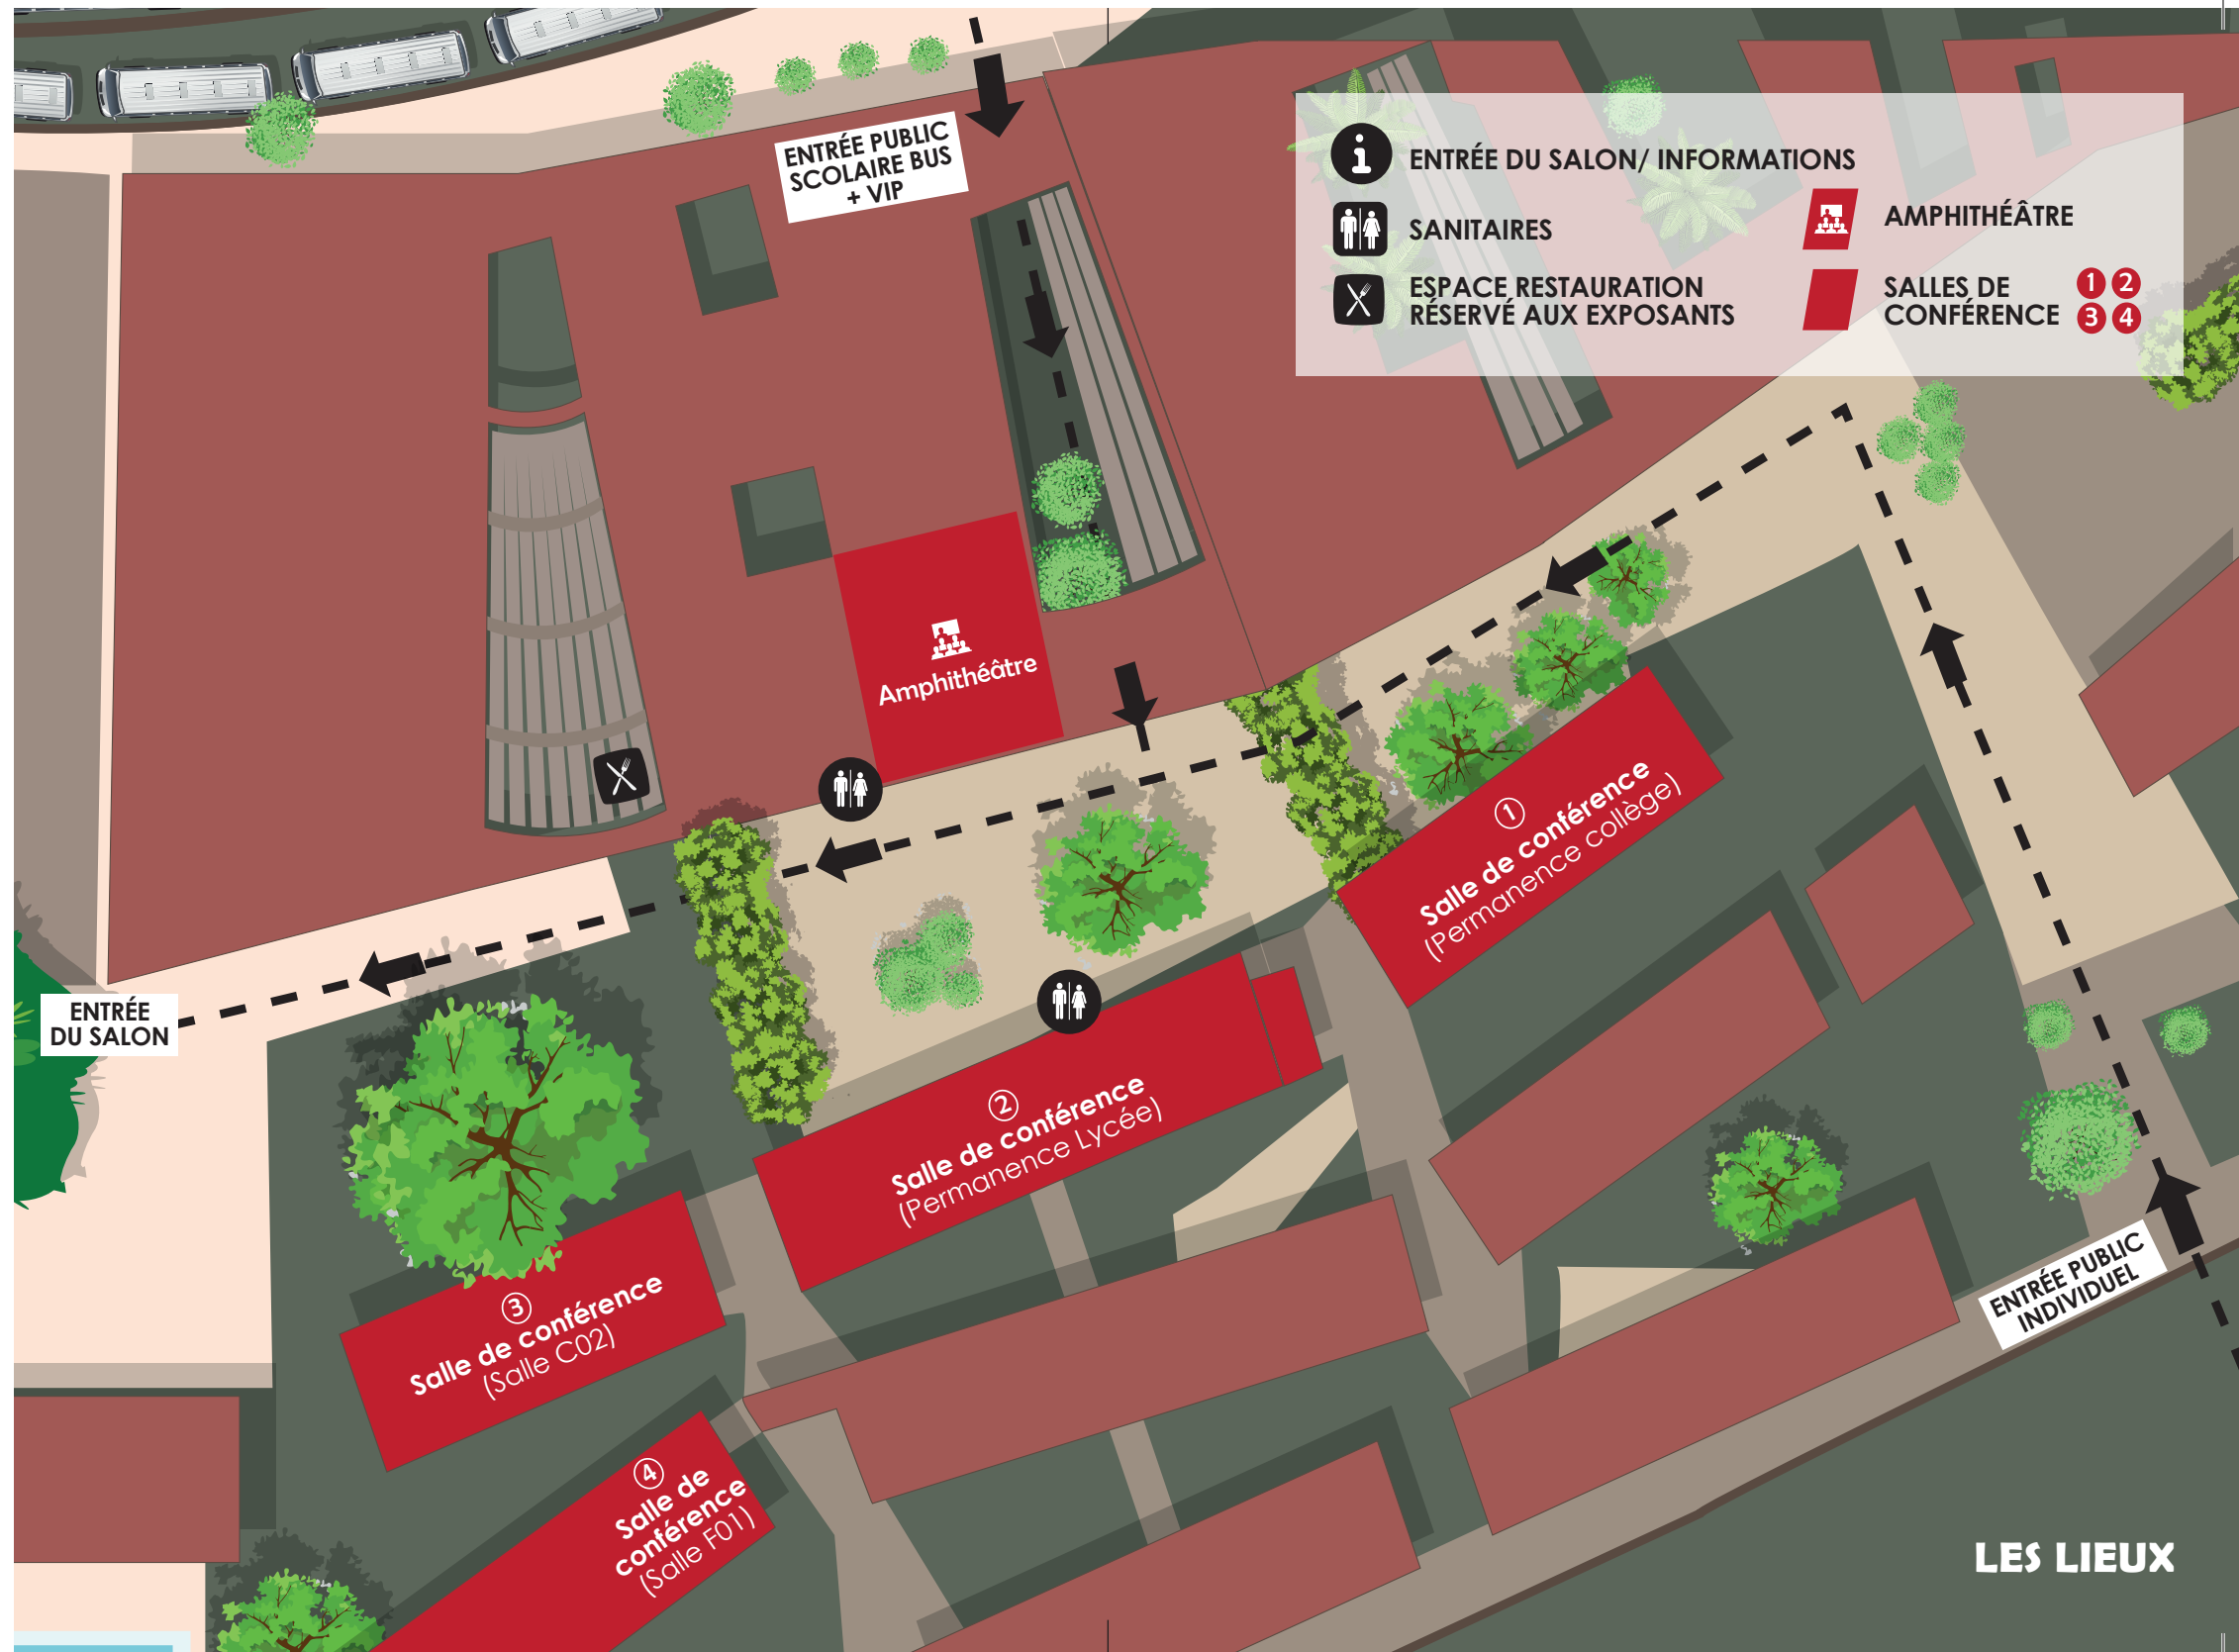 ENTRÉE PUBLIC
SCOLAIRE BUS
+ VIP
ENTRÉE DU SALON/ INFORMATIONS
SANITAIRES
ESPACE RESTAURATION
RÉSERVÉ AUX EXPOSANTS
AMPHITHÉÂTRE
SALLES DE
CONFÉRENCE
1 2
3 4
Amphithéâtre
1
Salle de conférence
(Permanence collège)
ENTRÉE
DU SALON
2
Salle de conférence
(Permanence Lycée)
3
Salle de conférence
(Salle C02)
4
Salle de
conférence
(Salle F01)
ENTRÉE PUBLIC
INDIVIDUEL
LES LIEUX